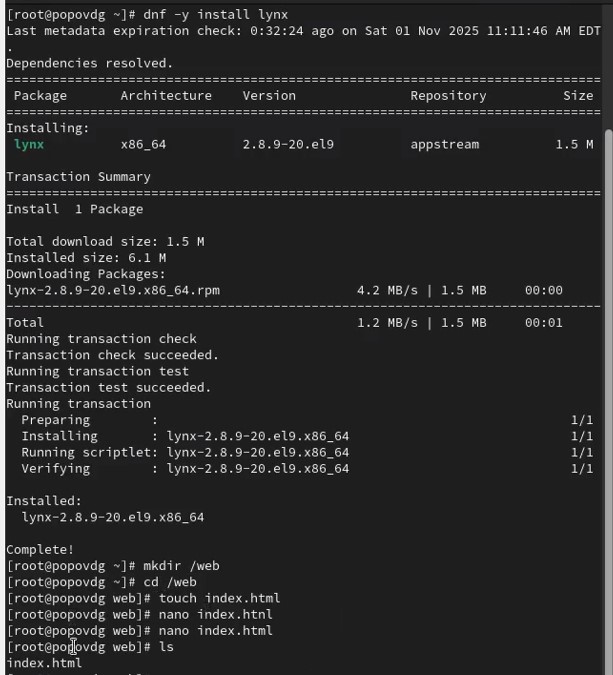 [root@popovdg ~]# dnf -y install lynx
Last metadata expiration check: 0:32:24 ago on Sat 01 Nov 2025 11:11:46 AM EDT
.
Dependencies resolved.
================================================================================
Package Architecture Version Repository Size
================================================================================
Installing:
lynx x86_64 2.8.9-20.el9 appstream 1.5 M
Transaction Summary
================================================================================
Install 1 Package
Total download size: 1.5 M
Installed size: 6.1 M
Downloading Packages:
lynx-2.8.9-20.el9.x86_64.rpm 4.2 MB/s | 1.5 MB 00:00
--------------------------------------------------------------------------------
Total 1.2 MB/s | 1.5 MB 00:01
Running transaction check
Transaction check succeeded.
Running transaction test
Transaction test succeeded.
Running transaction
Preparing : 1/1
Installing : lynx-2.8.9-20.el9.x86_64 1/1
Running scriptlet: lynx-2.8.9-20.el9.x86_64 1/1
Verifying : lynx-2.8.9-20.el9.x86_64 1/1
Installed:
lynx-2.8.9-20.el9.x86_64
Complete!
[root@popovdg ~]# mkdir /web
[root@popovdg ~]# cd /web
[root@popovdg web]# touch index.html
[root@popovdg web]# nano index.htnl
[root@popovdg web]# nano index.html
[root@popovdg web]# ls
index.html